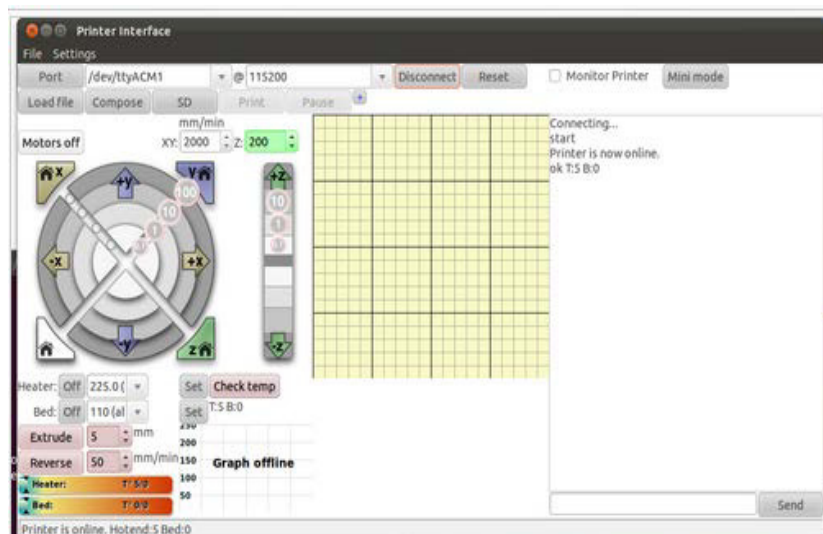 Printer Interface
File Settings
Port /dev/ttyACM1 @ 115200 Disconnect Reset Monitor Printer Mini mode
Load file Compose SD Print Pause +
mm/min
Motors off XY: 2000 Z: 200
Connecting...
start
Printer is now online.
ok T:5 B:0
x +y y +z
100
10 10
1 1
-x +x
-y z -z
Heater: Off 225.0 ( Set Check temp
Bed: Off 110 (al Set T:5 B:0
Extrude 5 mm
200
Reverse 50 mm/min 150 Graph offline
100
Heater: T° 5/0
50
Bed: T° 0/0
Send
Printer is online. Hotend:5 Bed:0